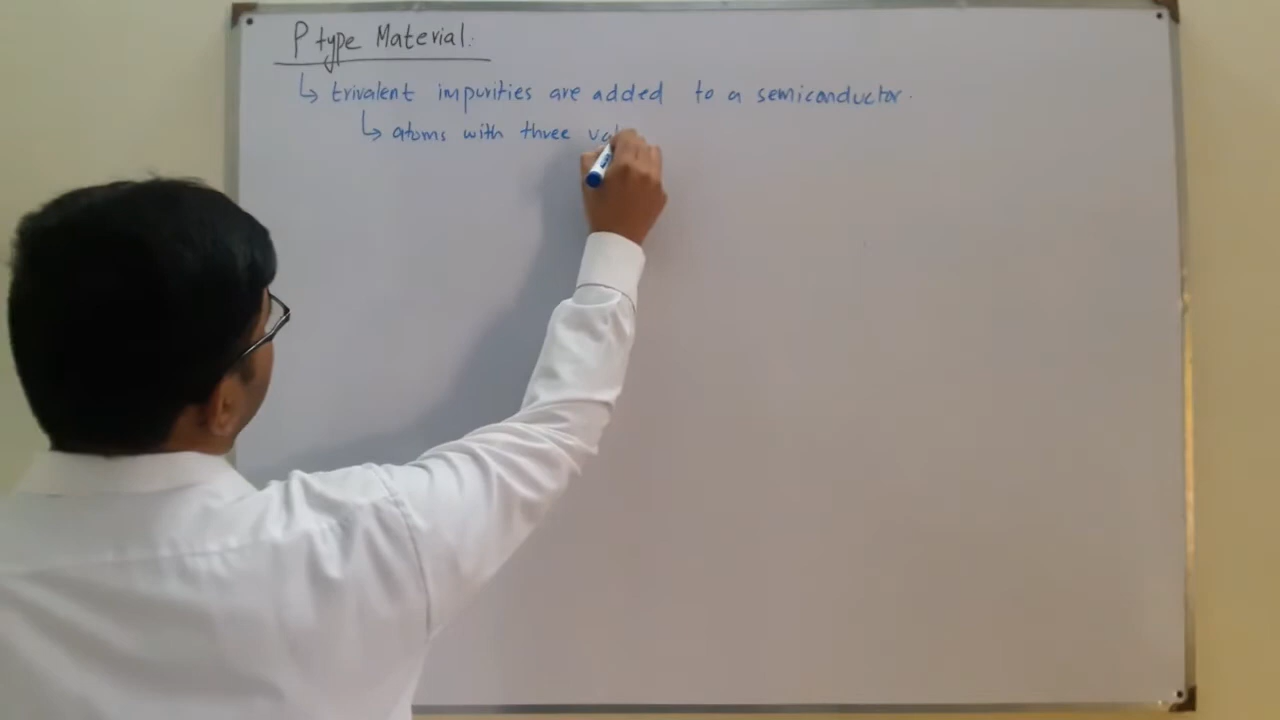 P type Material.
↳ trivalent impurities are added to a semiconductor.
↳ atoms with three